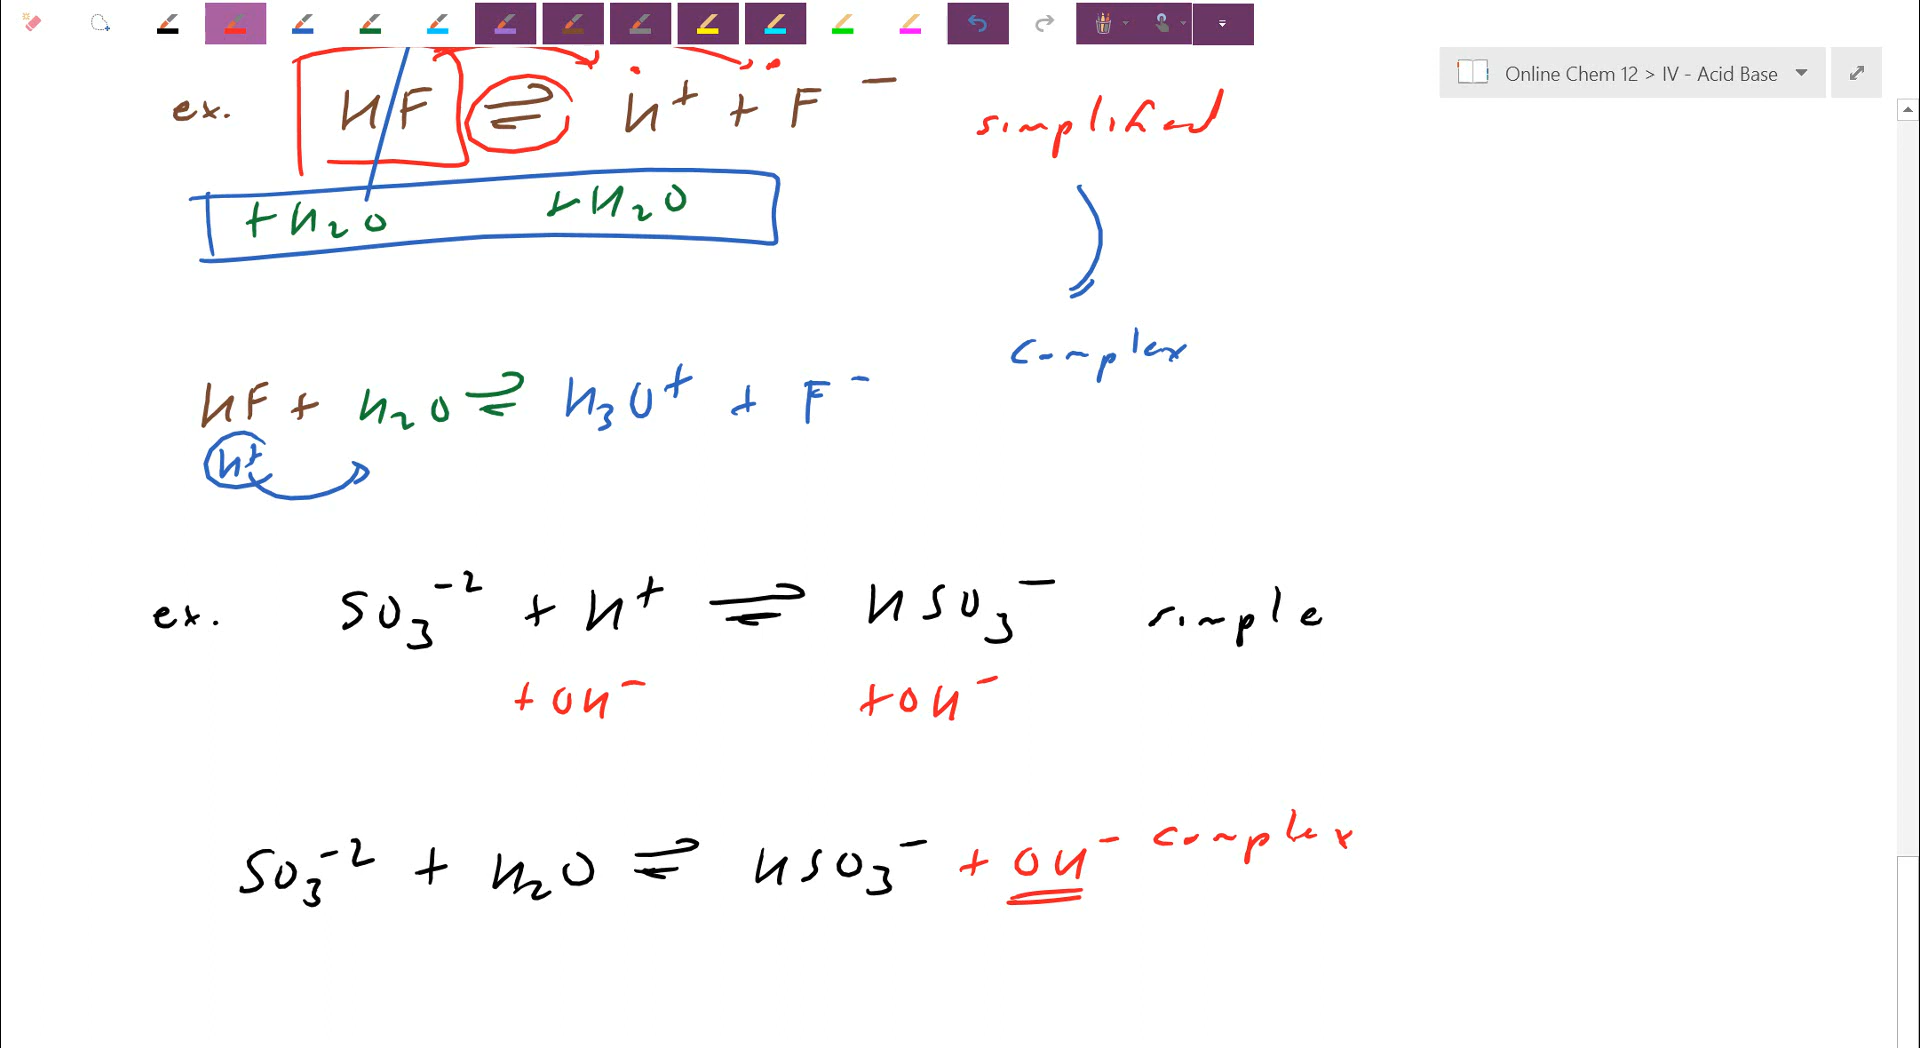 Online Chem 12 > IV - Acid Base
ex. HF ⇌ H⁺ + F⁻ simplified
+H₂O +H₂O
complex
HF + H₂O ⇌ H₃O⁺ + F⁻
H⁺
ex. SO₃⁻² + H⁺ ⇌ HSO₃⁻ simple
+OH⁻ +OH⁻
SO₃⁻² + H₂O ⇌ HSO₃⁻ + OH⁻ complex